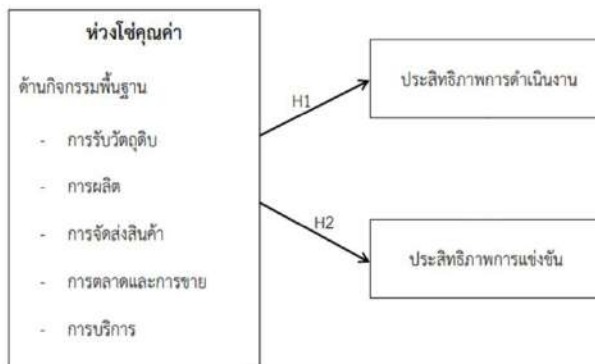 ห่วงโซ่คุณค่า
ด้านกิจกรรมพื้นฐาน
- การรับวัตถุดิบ
- การผลิต
- การจัดส่งสินค้า
- การตลาดและการขาย
- การบริการ
H1
ประสิทธิภาพการดำเนินงาน
H2
ประสิทธิภาพการแข่งขัน